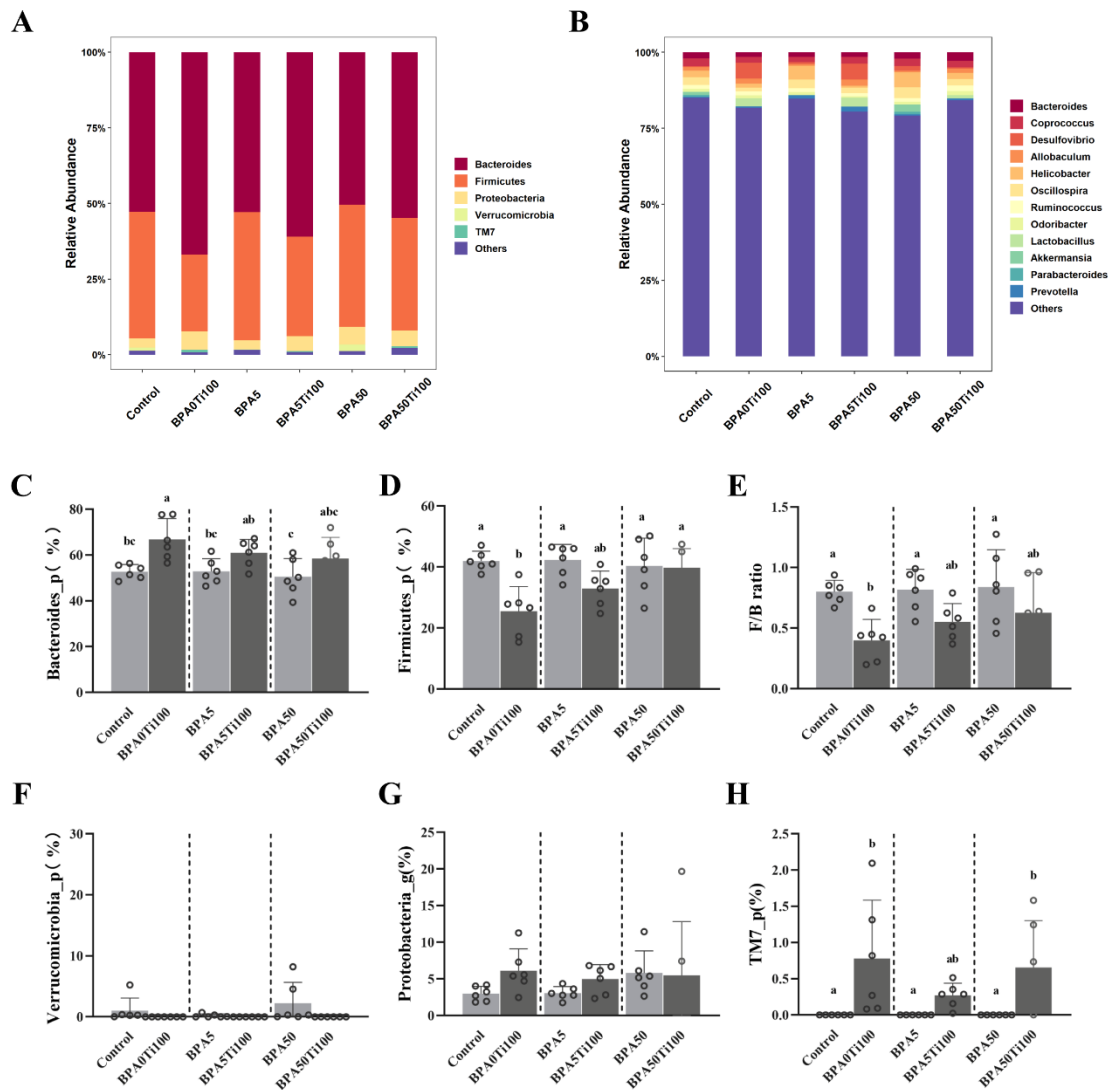 A
100%
75%
50%
25%
0%
Relative Abundance
Control
BPA0Ti100
BPA5
BPA5Ti100
BPA50
BPA50Ti100
Bacteroides
Firmicutes
Proteobacteria
Verrucomicrobia
TM7
Others
B
100%
75%
50%
25%
0%
Relative Abundance
Control
BPA0Ti100
BPA5
BPA5Ti100
BPA50
BPA50Ti100
Bacteroides
Coprococcus
Desulfovibrio
Allobaculum
Helicobacter
Oscillospira
Ruminococcus
Odoribacter
Lactobacillus
Akkermansia
Parabacteroides
Prevotella
Others
C
80
60
40
20
0
Bacteroides_p（%）
bc
a
bc
ab
c
abc
Control
BPA0Ti100
BPA5
BPA5Ti100
BPA50
BPA50Ti100
D
60
40
20
0
Firmicutes_p（%）
a
b
a
ab
a
a
Control
BPA0Ti100
BPA5
BPA5Ti100
BPA50
BPA50Ti100
E
1.5
1.0
0.5
0.0
F/B ratio
a
b
a
ab
a
ab
Control
BPA0Ti100
BPA5
BPA5Ti100
BPA50
BPA50Ti100
F
30
20
10
0
Verrucomicrobia_p（%）
Control
BPA0Ti100
BPA5
BPA5Ti100
BPA50
BPA50Ti100
G
25
20
15
10
5
0
Proteobacteria_g(%)
Control
BPA0Ti100
BPA5
BPA5Ti100
BPA50
BPA50Ti100
H
2.5
2.0
1.5
1.0
0.5
0.0
TM7_p(%)
a
b
a
ab
a
b
Control
BPA0Ti100
BPA5
BPA5Ti100
BPA50
BPA50Ti100